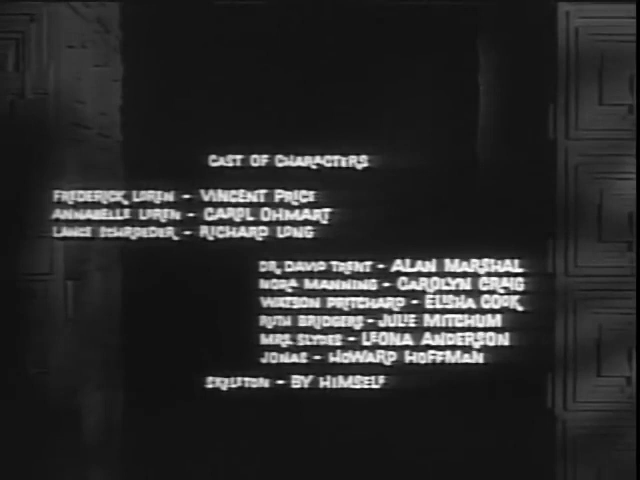 CAST OF CHARACTERS
FREDERICK LOREN - VINCENT PRICE
ANNABELLE LOREN - CAROL OHMART
LANCE SCHROEDER - RICHARD LONG
DR. DAVID TRENT - ALAN MARSHAL
NORA MANNING - CAROLYN CRAIG
WATSON PRITCHARD - ELISHA COOK
RUTH BRIDGERS - JULIE MITCHUM
MRS. SLYDES - LEONA ANDERSON
JONAS - HOWARD HOFFMAN
SKELETON - BY HIMSELF